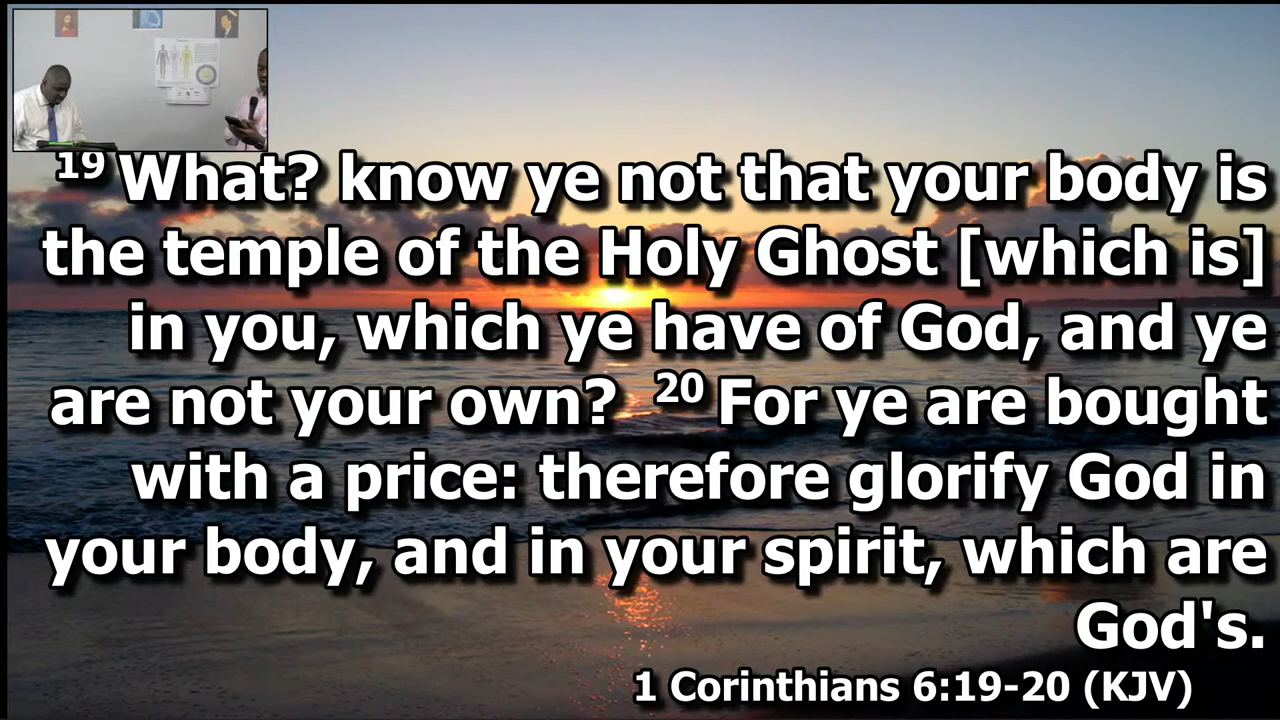 19 What? know ye not that your body is
the temple of the Holy Ghost [which is]
in you, which ye have of God, and ye
are not your own? 20 For ye are bought
with a price: therefore glorify God in
your body, and in your spirit, which are
God's.
1 Corinthians 6:19-20 (KJV)